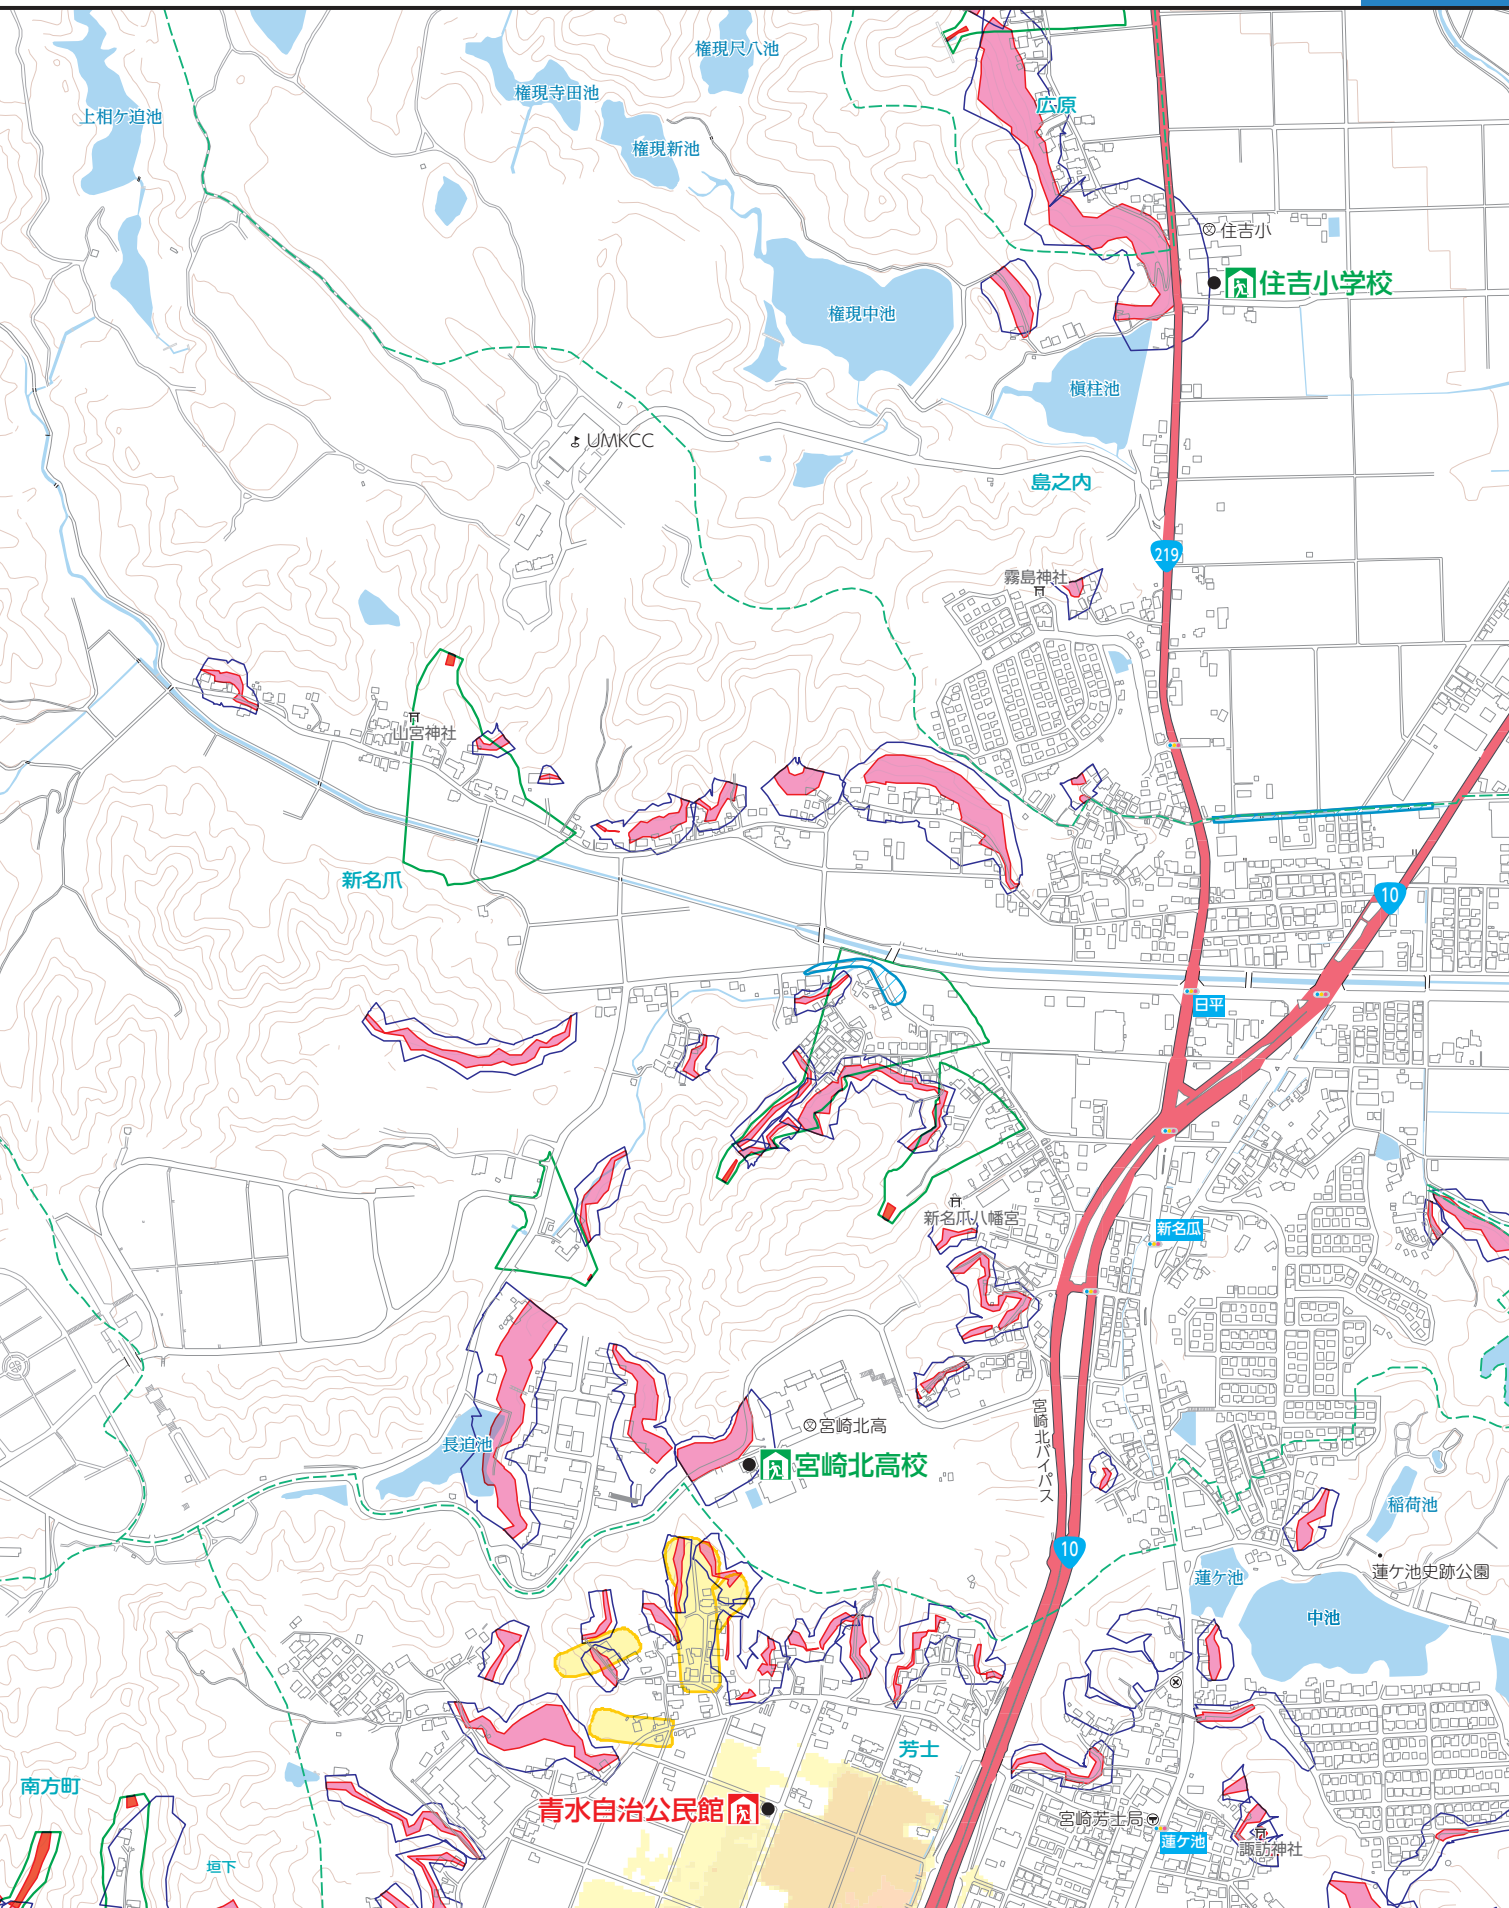 権現尺八池
権現寺田池
上相ケ迫池
広原
権現新池
住吉小
住吉小学校
権現中池
槇柱池
UMKCC
島之内
219
霧島神社
山宮神社
新名爪
10
日平
新名爪八幡宮
新名爪
宮崎北バイパス
宮崎北高
長迫池
宮崎北高校
稲荷池
10
蓮ケ池史跡公園
蓮ケ池
中池
芳士
南方町
青水自治公民館
宮崎芳士局
蓮ケ池
諏訪神社
垣下